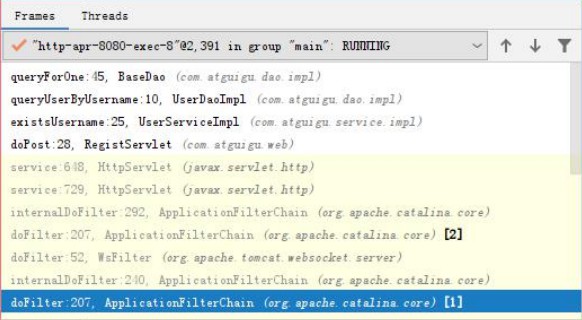 Frames Threads
"http-apr-8080-exec-8"@2,391 in group "main": RUNNING
queryForOne:45, BaseDao (com.atguigu.dao.impl)
queryUserByUsername:10, UserDaoImpl (com.atguigu.dao.impl)
existsUsername:25, UserServiceImpl (com.atguigu.service.impl)
doPost:28, RegistServlet (com.atguigu.web)
service:648, HttpServlet (javax.servlet.http)
service:729, HttpServlet (javax.servlet.http)
internalDoFilter:292, ApplicationFilterChain (org.apache.catalina.core)
doFilter:207, ApplicationFilterChain (org.apache.catalina.core) [2]
doFilter:52, WsFilter (org.apache.tomcat.websocket.server)
internalDoFilter:240, ApplicationFilterChain (org.apache.catalina.core)
doFilter:207, ApplicationFilterChain (org.apache.catalina.core) [1]